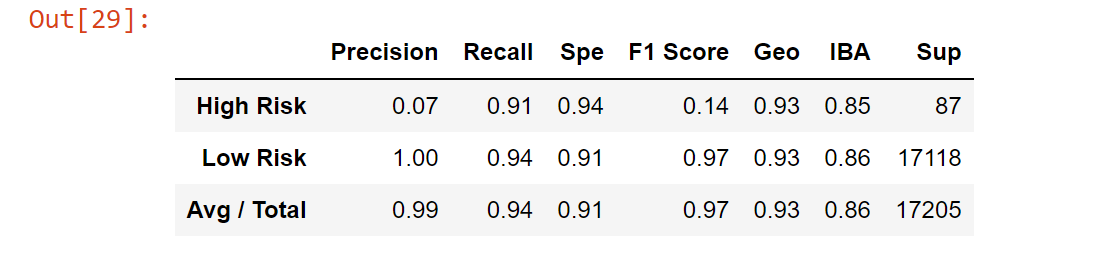 Out[29]:
Precision Recall Spe F1 Score Geo IBA Sup
High Risk 0.07 0.91 0.94 0.14 0.93 0.85 87
Low Risk 1.00 0.94 0.91 0.97 0.93 0.86 17118
Avg / Total 0.99 0.94 0.91 0.97 0.93 0.86 17205